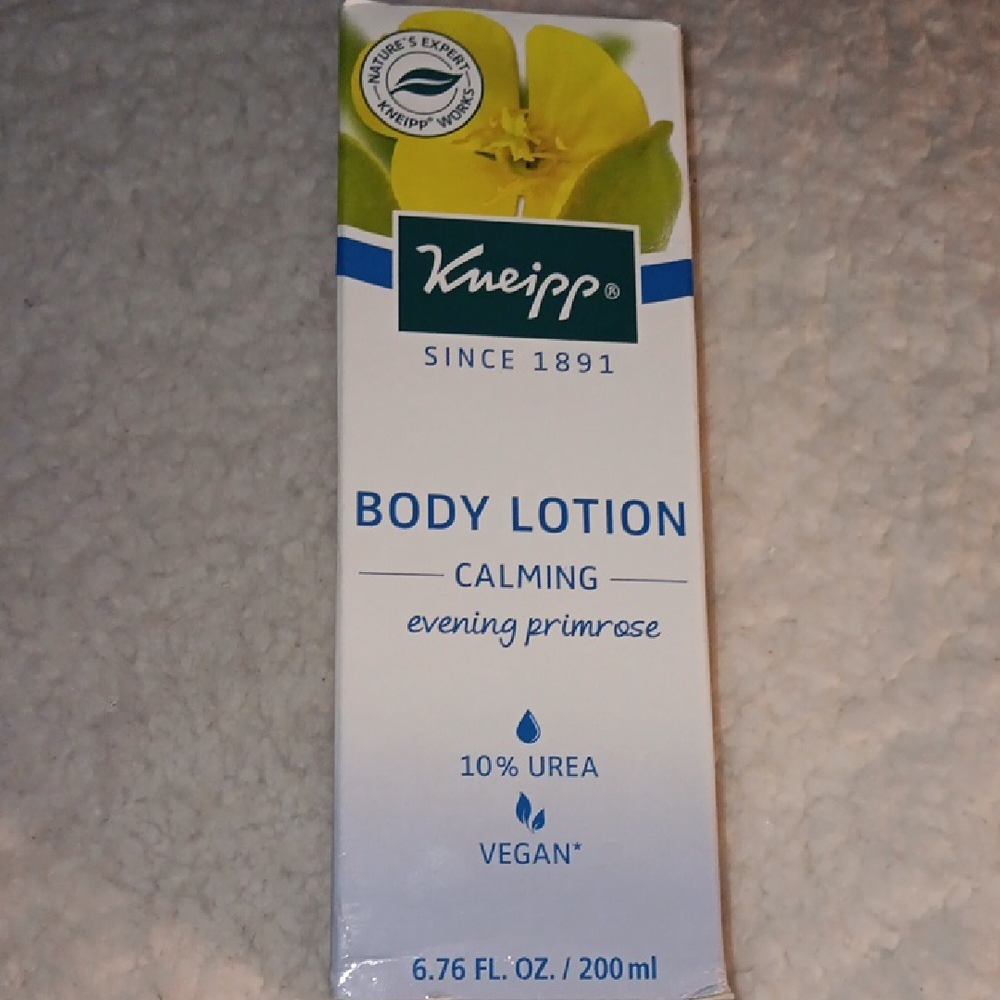 NATURE'S EXPERT
KNEIPP® WORKS
Kneipp®
SINCE 1891
BODY LOTION
CALMING
evening primrose
10% UREA
VEGAN*
6.76 FL. OZ. / 200 ml